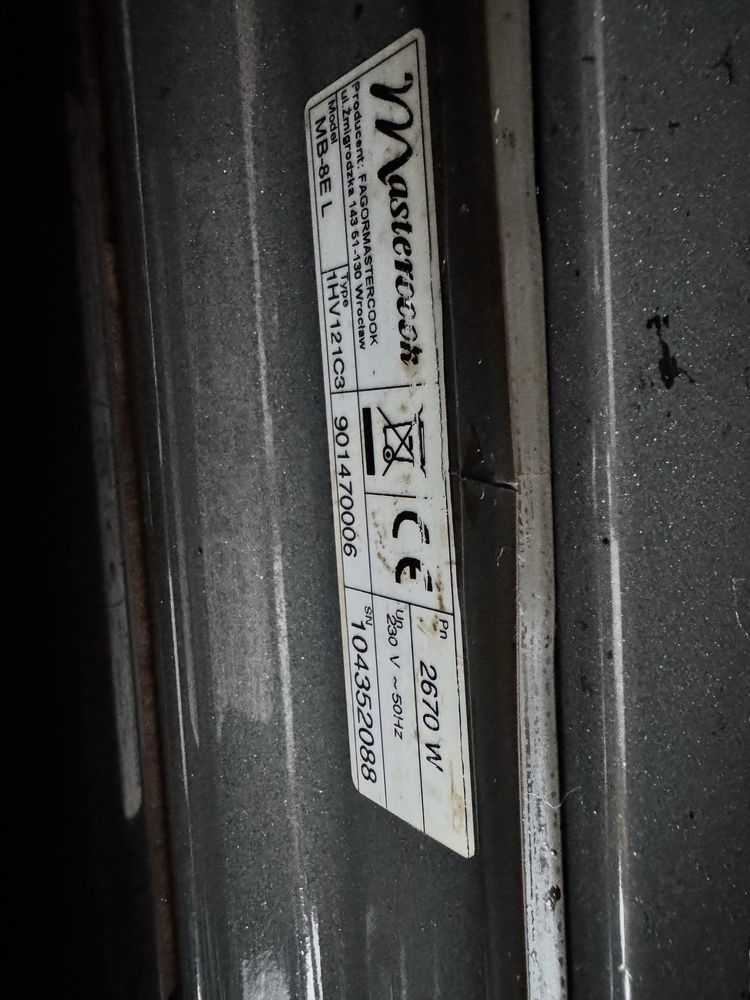 Mastercook
Producent: FAGORMASTERCOOK
ul.Żmigrodzka 143 51-130 Wrocław
Model
MB-8E L
Type
1HV121C3
901470006
CE
Pn 2670 W
Un 230 V ~ 50Hz
SN 104352088